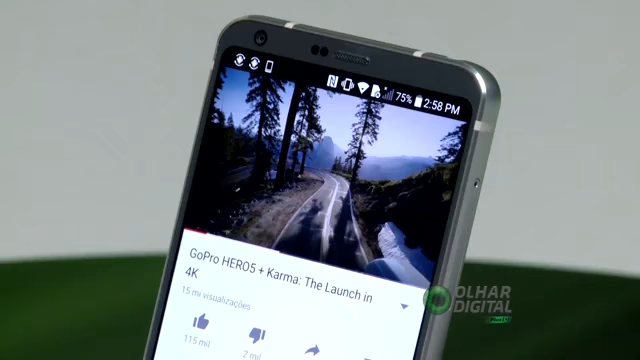 75% 2:58 PM
GoPro HERO5 + Karma: The Launch in
4K
15 mi visualizações
115 mil
2 mil
OLHAR
DIGITAL